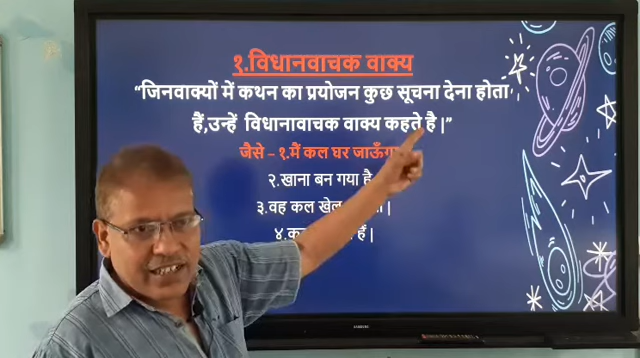 १.विधानवाचक वाक्य
“जिनवाक्यों में कथन का प्रयोजन कुछ सूचना देना होता
हैं,उन्हें विधानावाचक वाक्य कहते है |”
जैसे – १.मैं कल घर
२.खाना बन गया है
३.वह कल
४.